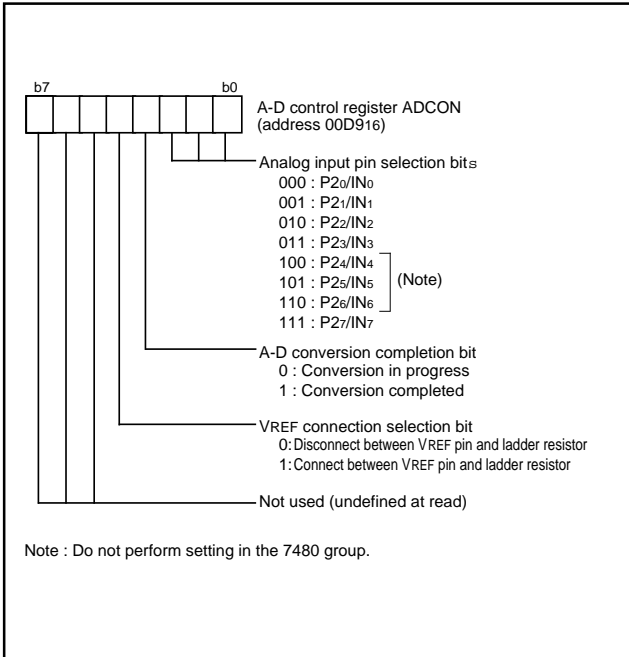 b7 b0
A-D control register ADCON
(address 00D916)
Analog input pin selection bits
000 : P20/IN0
001 : P21/IN1
010 : P22/IN2
011 : P23/IN3
100 : P24/IN4
101 : P25/IN5 (Note)
110 : P26/IN6
111 : P27/IN7
A-D conversion completion bit
0 : Conversion in progress
1 : Conversion completed
VREF connection selection bit
0: Disconnect between VREF pin and ladder resistor
1: Connect between VREF pin and ladder resistor
Not used (undefined at read)
Note : Do not perform setting in the 7480 group.